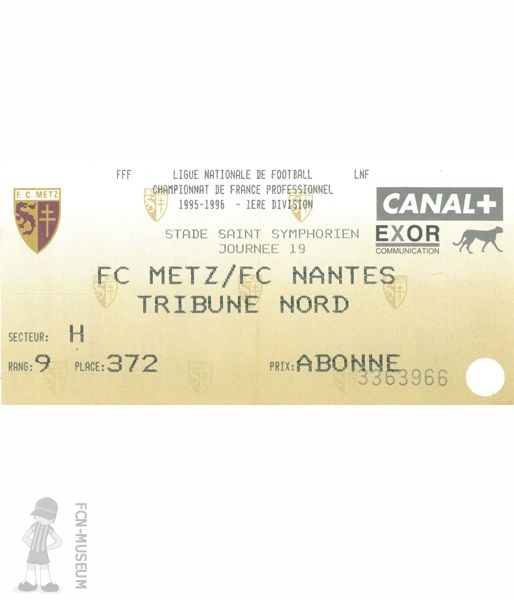 FFF LIGUE NATIONALE DE FOOTBALL LNF
CHAMPIONNAT DE FRANCE PROFESSIONNEL
1995-1996 - 1ERE DIVISION
F.C. METZ
CANAL+
STADE SAINT SYMPHORIEN
JOURNEE 19
EXOR
COMMUNICATION
FC METZ/FC NANTES
TRIBUNE NORD
SECTEUR: H
RANG: 9 PLACE: 372 PRIX: ABONNE
3363966
FCN-MUSEUM